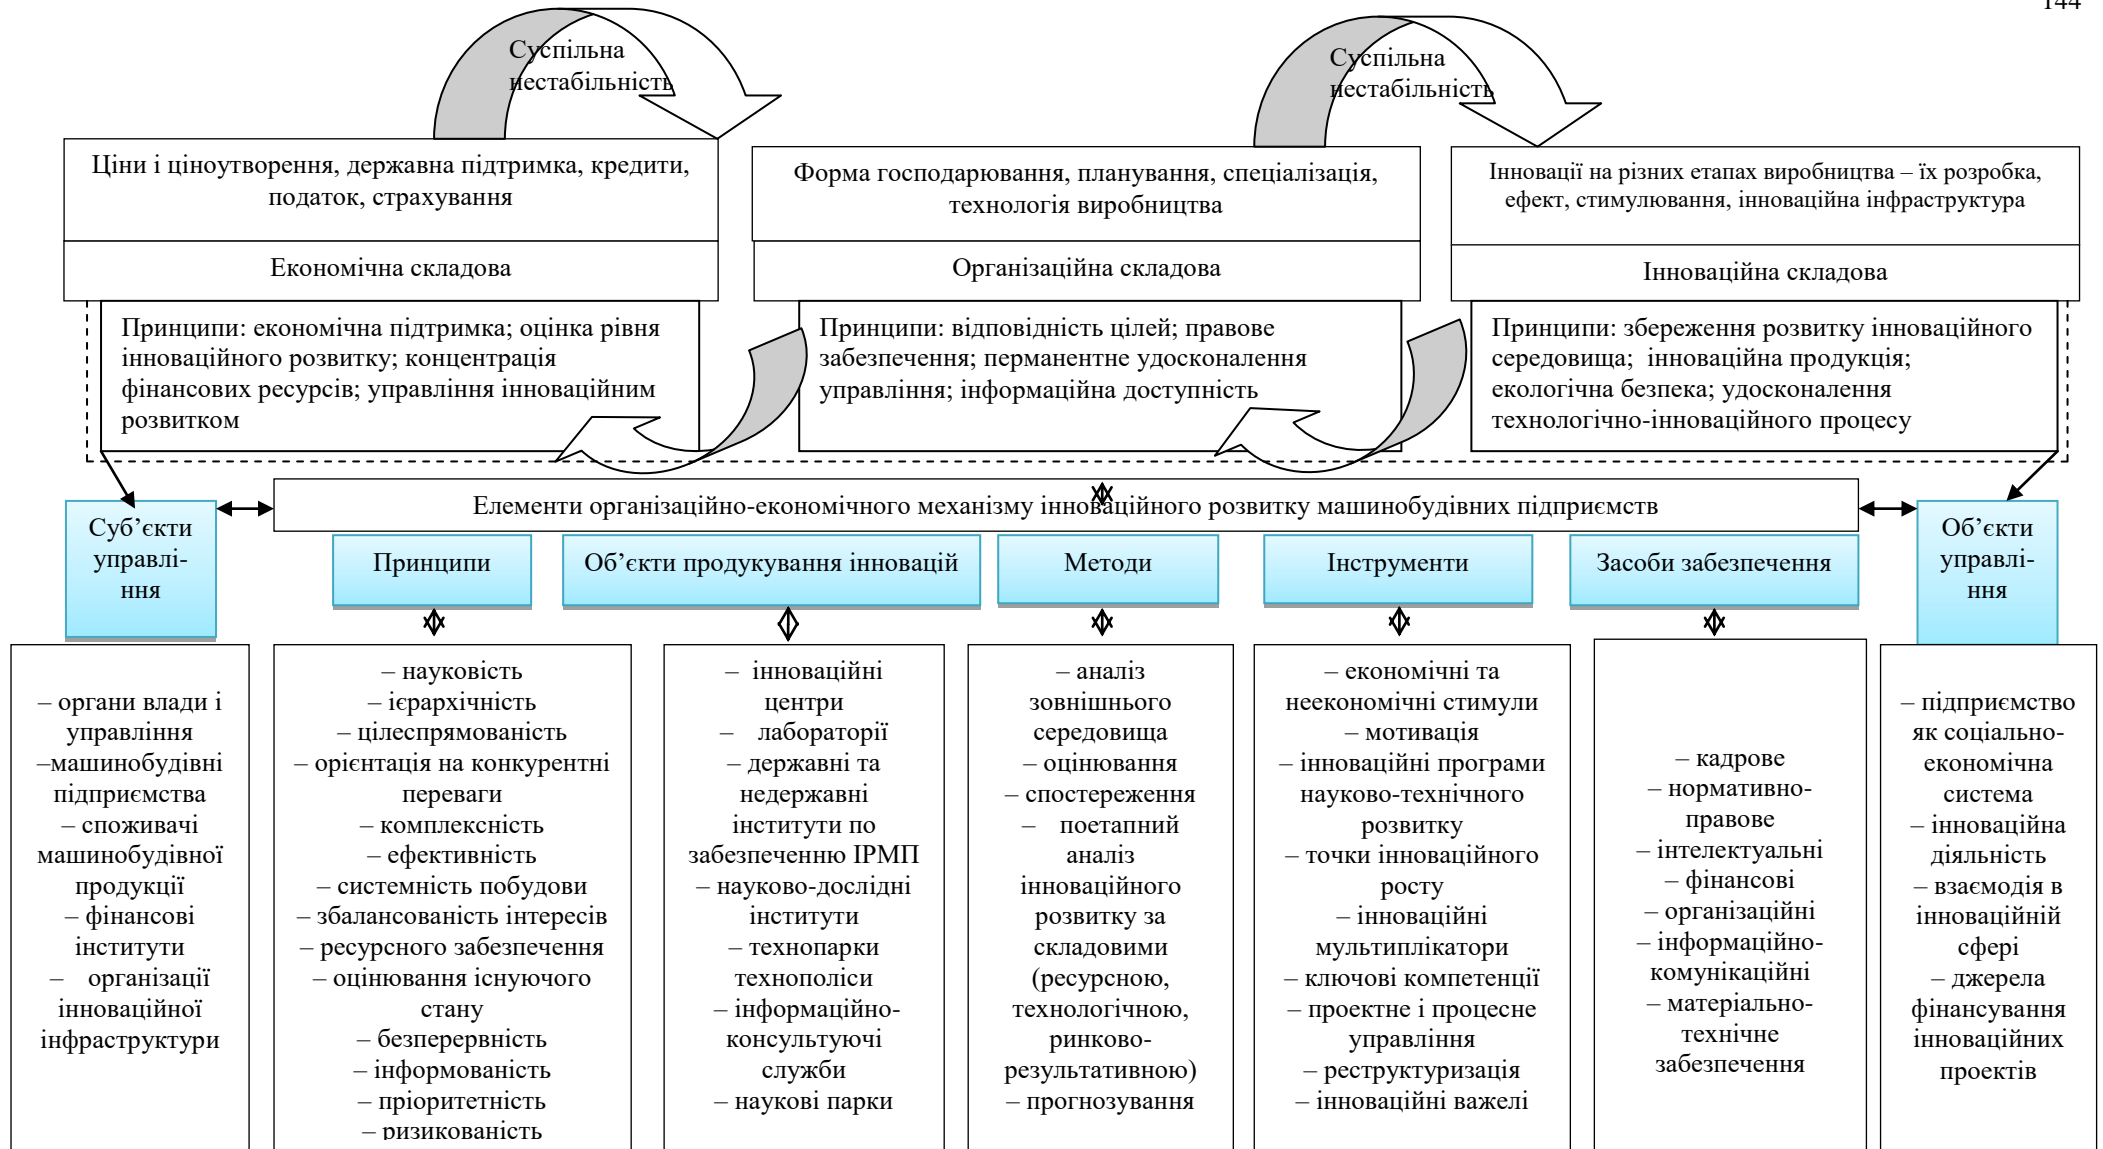 144
Суспільна
нестабільність
Суспільна
нестабільність
Ціни і ціноутворення, державна підтримка, кредити,
податок, страхування
Форма господарювання, планування, спеціалізація,
технологія виробництва
Інновації на різних етапах виробництва – їх розробка,
ефект, стимулювання, інноваційна інфраструктура
Економічна складова
Організаційна складова
Інноваційна складова
Принципи: економічна підтримка; оцінка рівня
інноваційного розвитку; концентрація
фінансових ресурсів; управління інноваційним
розвитком
Принципи: відповідність цілей; правове
забезпечення; перманентне удосконалення
управління; інформаційна доступність
Принципи: збереження розвитку інноваційного
середовища; інноваційна продукція;
екологічна безпека; удосконалення
технологічно-інноваційного процесу
Елементи організаційно-економічного механізму інноваційного розвитку машинобудівних підприємств
Суб’єкти
управлі-
ння
Принципи
Об’єкти продукування інновацій
Методи
Інструменти
Засоби забезпечення
Об’єкти
управлі-
ння
– органи влади і
управління
–машинобудівні
підприємства
– споживачі
машинобудівної
продукції
– фінансові
інститути
– організації
інноваційної
інфраструктури
– науковість
– ієрархічність
– цілеспрямованість
– орієнтація на конкурентні
переваги
– комплексність
– ефективність
– системність побудови
– збалансованість інтересів
– ресурсного забезпечення
– оцінювання існуючого
стану
– безперервність
– інформованість
– пріоритетність
– ризикованість
– інноваційні
центри
– лабораторії
– державні та
недержавні
інститути по
забезпеченню ІРМП
– науково-дослідні
інститути
– технопарки
технополіси
– інформаційно-
консультуючі
служби
– наукові парки
– аналіз
зовнішнього
середовища
– оцінювання
– спостереження
– поетапний
аналіз
інноваційного
розвитку за
складовими
(ресурсною,
технологічною,
ринково-
результативною)
– прогнозування
– економічні та
неекономічні стимули
– мотивація
– інноваційні програми
науково-технічного
розвитку
– точки інноваційного
росту
– інноваційні
мультиплікатори
– ключові компетенції
– проектне і процесне
управління
– реструктуризація
– інноваційні важелі
– кадрове
– нормативно-
правове
– інтелектуальні
– фінансові
– організаційні
– інформаційно-
комунікаційні
– матеріально-
технічне
забезпечення
– підприємство
як соціально-
економічна
система
– інноваційна
діяльність
– взаємодія в
інноваційній
сфері
– джерела
фінансування
інноваційних
проектів